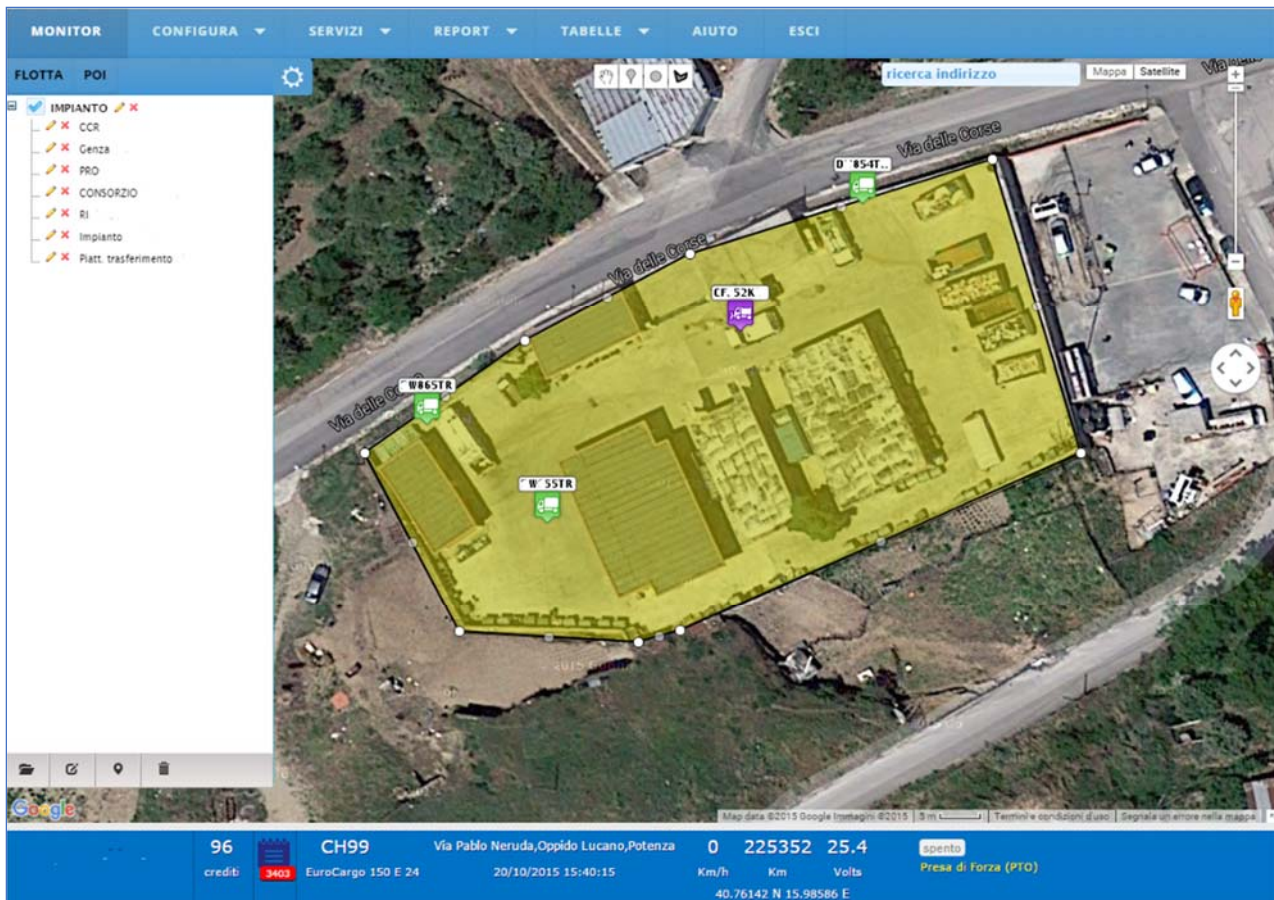 MONITOR CONFIGURA SERVIZI REPORT TABELLE AIUTO ESCI
FLOTTA POI
ricerca indirizzo
Mappa Satellite
IMPIANTO
CCR
Genza
PRO
CONSORZIO
RI
Impianto
Piatt. trasferimento
Via delle Corse
D 854T..
Via delle Corse
CF. 52K
W865TR
Via delle Corse
W 55TR
Google
Map data ©2015 Google Immagini ©2015 5 m Termini e condizioni d'uso Segnala un errore nella mappa
96 CH99 Via Pablo Neruda,Oppido Lucano,Potenza 0 225352 25.4 spento
crediti 3403 EuroCargo 150 E 24 20/10/2015 15:40:15 Km/h Km Volts Presa di Forza (PTO)
40.76142 N 15.98586 E